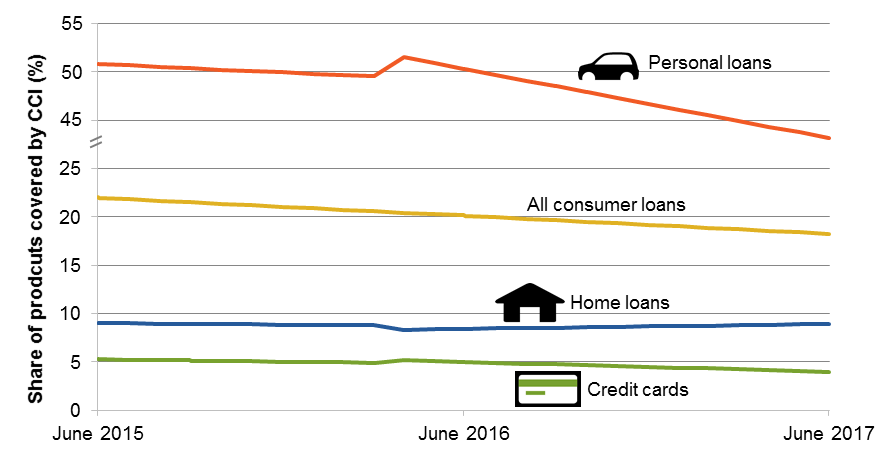 Share of prodcuts covered by CCI (%)
55
50
45
25
20
15
10
5
0
Personal loans
All consumer loans
Home loans
Credit cards
June 2015
June 2016
June 2017